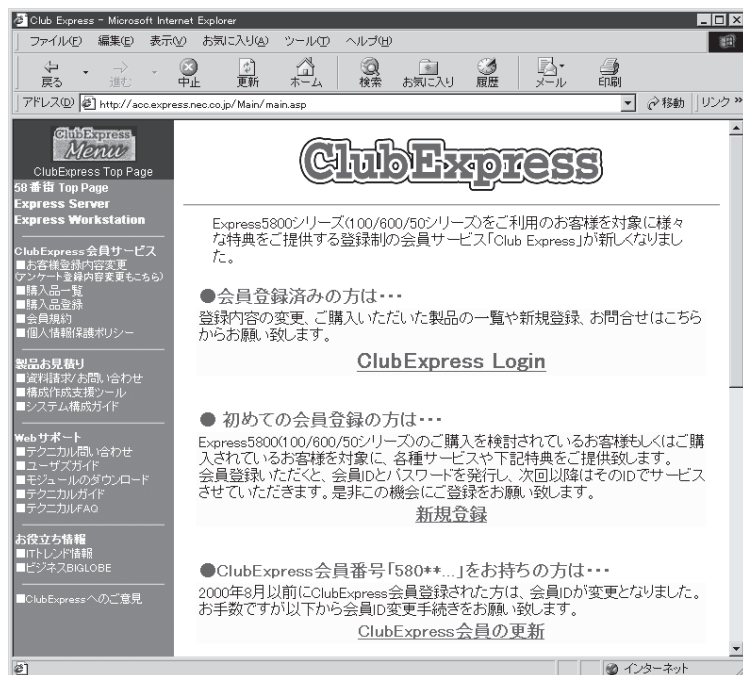 Club Express - Microsoft Internet Explorer
ファイル(F) 編集(E) 表示(V) お気に入り(A) ツール(T) ヘルプ(H)
戻る 進む 中止 更新 ホーム 検索 お気に入り 履歴 メール 印刷
アドレス(D) http://acc.express.nec.co.jp/Main/main.asp 移動 リンク »
ClubExpress
Menu
ClubExpress Top Page
58番街 Top Page
Express Server
Express Workstation
ClubExpress会員サービス
■お客様登録内容変更
(アンケート登録内容変更もこちら)
■購入品一覧
■購入品登録
■会員規約
■個人情報保護ポリシー
製品お見積り
■資料請求/お問い合わせ
■構成作成支援ツール
■システム構成ガイド
Webサポート
■テクニカル問い合わせ
■ユーザズガイド
■モジュールのダウンロード
■テクニカルガイド
■テクニカルFAQ
お役立ち情報
■ITトレンド情報
■ビジネスBIGLOBE
■ClubExpressへのご意見
ClubExpress
Express5800シリーズ(100/600/50シリーズ)をご利用のお客様を対象に様々
な特典をご提供する登録制の会員サービス「Club Express」が新しくなりまし
た。
●会員登録済みの方は・・・
登録内容の変更、ご購入いただいた製品の一覧や新規登録、お問合せはこちら
からお願い致します。
ClubExpress Login
● 初めての会員登録の方は・・・
Express5800(100/600/50シリーズ)のご購入を検討されているお客様もしくはご購
入されているお客様を対象に、各種サービスや下記特典をご提供致します。
会員登録いただくと、会員IDとパスワードを発行し、次回以降はそのIDでサービス
させていただきます。是非この機会にご登録をお願い致します。
新規登録
●ClubExpress会員番号「580**...」をお持ちの方は・・・
2000年8月以前にClubExpress会員登録された方は、会員IDが変更となりました。
お手数ですが以下から会員ID変更手続きをお願い致します。
ClubExpress会員の更新
インターネット